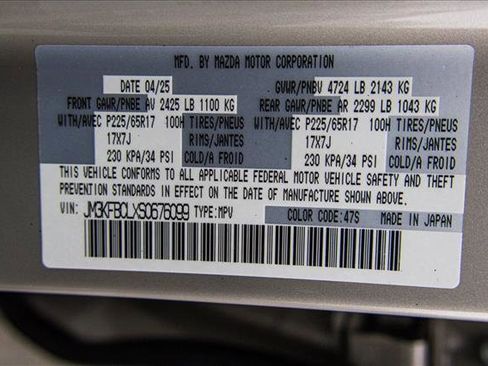 MFD. BY MAZDA MOTOR CORPORATION
DATE 04/25 GVWR/PNBV 4724 LB 2143 KG
FRONT GAWR/PNBE AV 2425 LB 1100 KG REAR GAWR/PNBE AR 2299 LB 1043 KG
WITH/AVEC P225/65R17 100H TIRES/PNEUS WITH/AVEC P225/65R17 100H TIRES/PNEUS
17X7J RIMS/JANTES 17X7J RIMS/JANTES
230 KPA/34 PSI COLD/A FROID 230 KPA/34 PSI COLD/A FROID
THIS VEHICLE CONFORMS TO ALL APPLICABLE FEDERAL MOTOR VEHICLE SAFETY AND THEFT
PREVENTION STANDARDS IN EFFECT ON THE DATE OF MANUFACTURE SHOWN ABOVE.
VIN: JM3KFBCLXS0676099 TYPE: MPV COLOR CODE: 47S MADE IN JAPAN